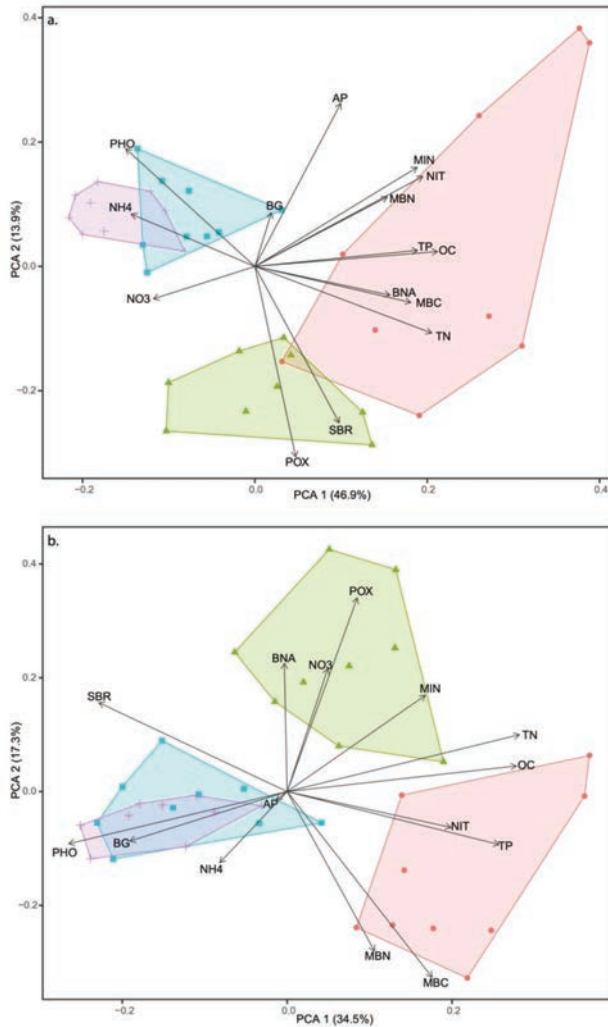 a.
0.4
AP
0.2
PHO
MIN
NIT
BG
MBN
NH4
PCA 2 (13.9%)
TP
OC
0.0
NO3
BNA
MBC
TN
-0.2
SBR
POX
-0.2
0.0
0.2
0.4
PCA 1 (46.9%)
b.
0.4
POX
BNA
NO3
0.2
MIN
SBR
TN
PCA 2 (17.3%)
OC
0.0
AP
NIT
BG
TP
PHO
NH4
-0.2
MBN
MBC
-0.2
0.0
0.2
PCA 1 (34.5%)